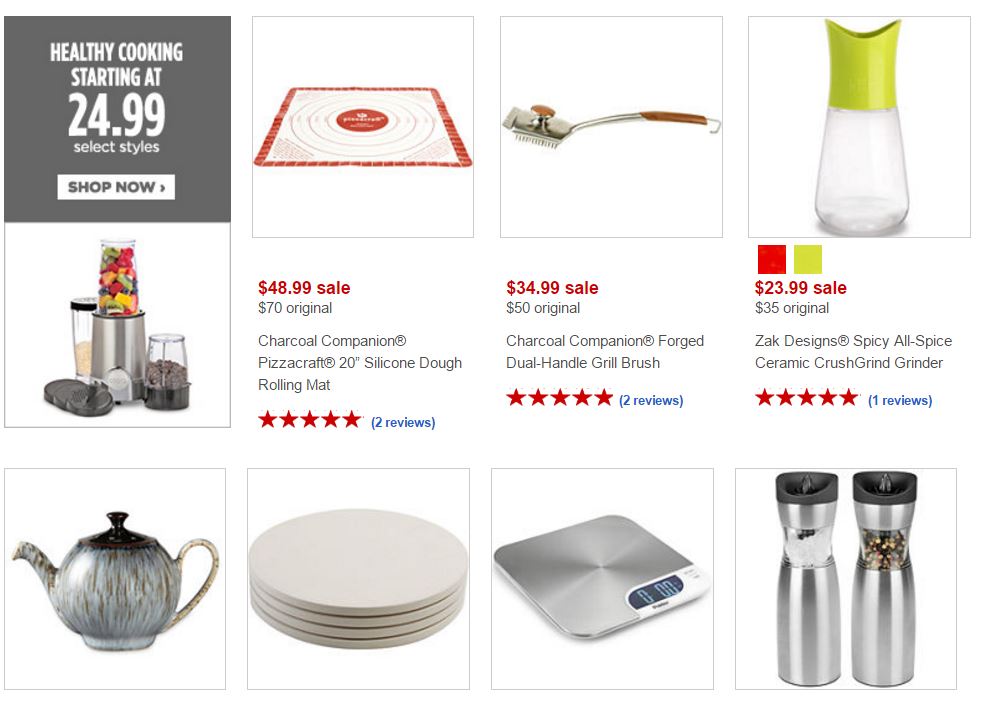 HEALTHY COOKING
STARTING AT
24.99
select styles
SHOP NOW ›
pizzacraft®
$48.99 sale
$70 original
Charcoal Companion®
Pizzacraft® 20” Silicone Dough
Rolling Mat
(2 reviews)
$34.99 sale
$50 original
Charcoal Companion® Forged
Dual-Handle Grill Brush
(2 reviews)
$23.99 sale
$35 original
Zak Designs® Spicy All-Spice
Ceramic CrushGrind Grinder
(1 reviews)
0:00